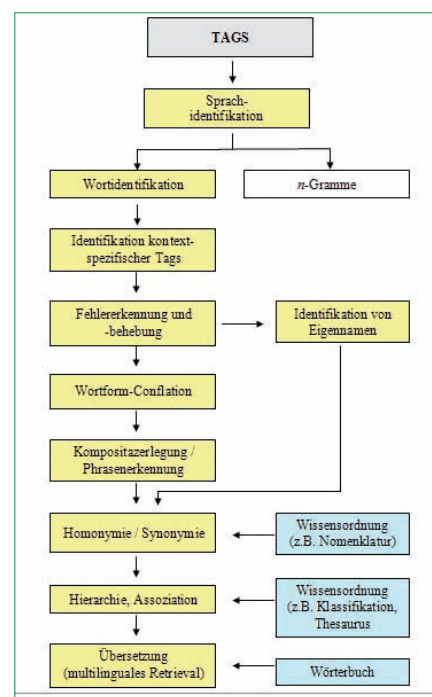 TAGS
Sprach-
identifikation
Wortidentifikation
n-Gramme
Identifikation kontext-
spezifischer Tags
Fehlererkennung und
-behebung
Identifikation von
Eigennamen
Wortform-Conflation
Kompositazerlegung /
Phrasenerkennung
Homonymie / Synonymie
Wissensordnung
(z.B. Nomenklatur)
Hierarchie, Assoziation
Wissensordnung
(z.B. Klassifikation,
Thesaurus
Übersetzung
(multilinguales Retrieval)
Wörterbuch